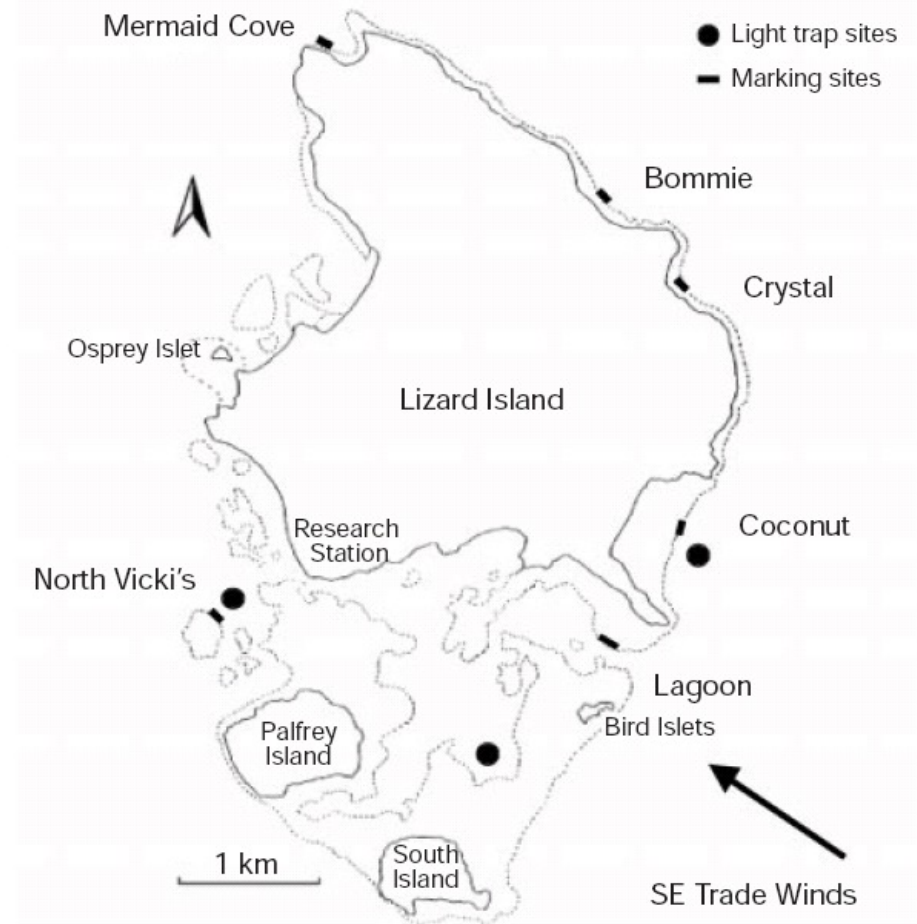 Mermaid Cove
Light trap sites
Marking sites
Bommie
Crystal
Osprey Islet
Lizard Island
Research
Station
Coconut
North Vicki's
Lagoon
Bird Islets
Palfrey
Island
1 km
South
Island
SE Trade Winds